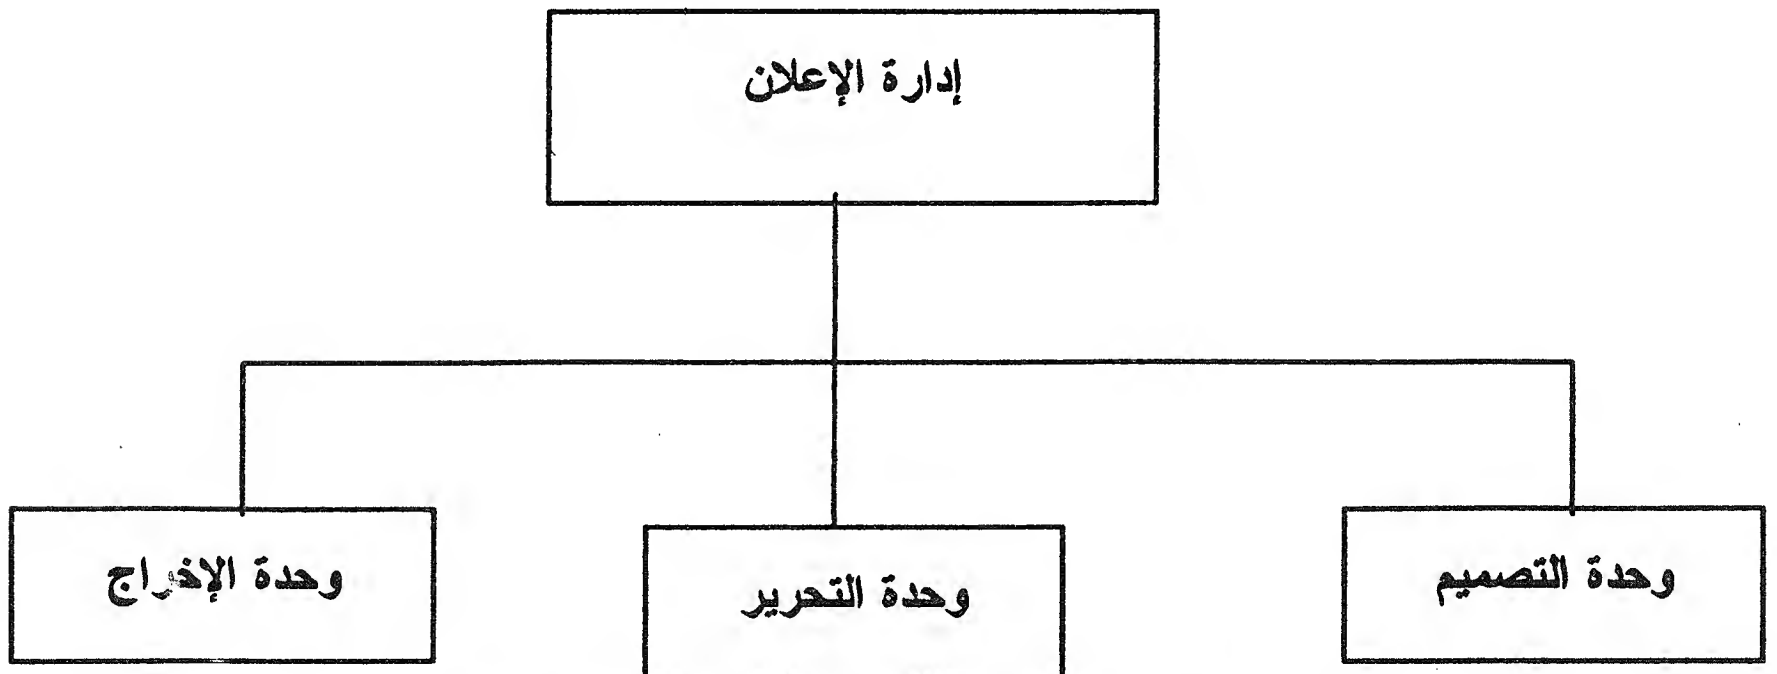 إدارة الإعلان
وحدة التصميم
وحدة التحرير
وحدة الإخراج